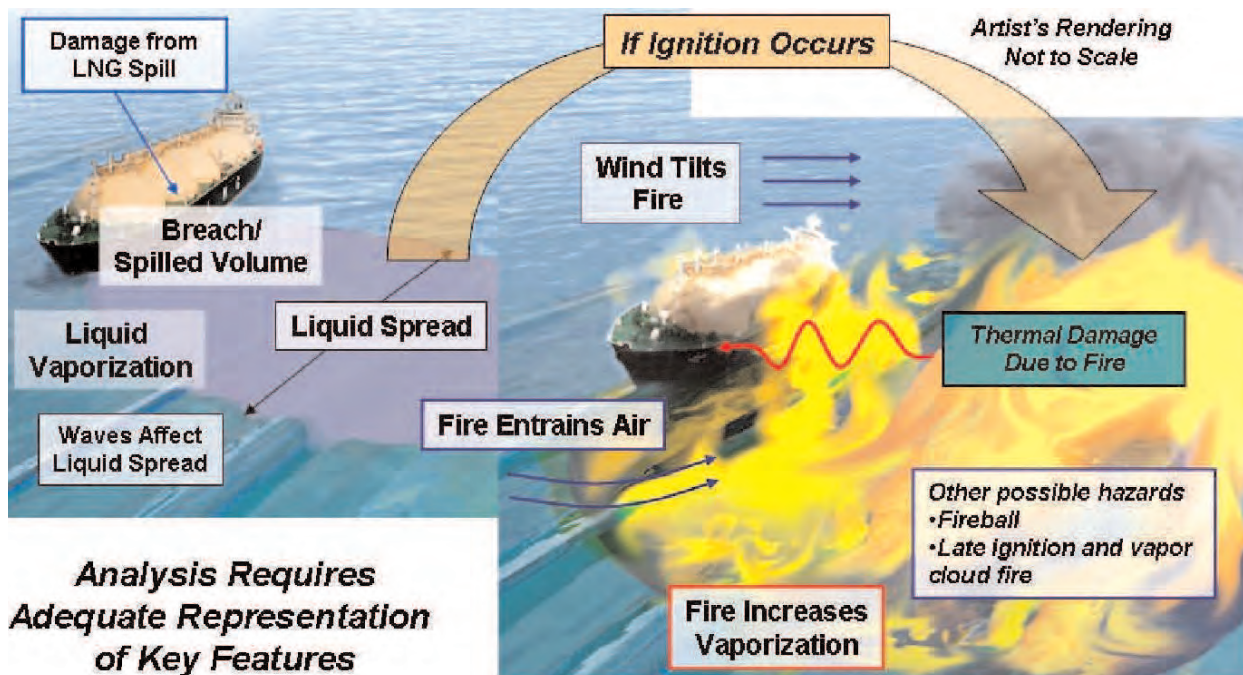 Damage from
LNG Spill
If Ignition Occurs
Artist's Rendering
Not to Scale
Wind Tilts
Fire
Breach/
Spilled Volume
Liquid Spread
Liquid
Vaporization
Thermal Damage
Due to Fire
Fire Entrains Air
Waves Affect
Liquid Spread
Other possible hazards
•Fireball
•Late ignition and vapor
cloud fire
Analysis Requires
Adequate Representation
of Key Features
Fire Increases
Vaporization